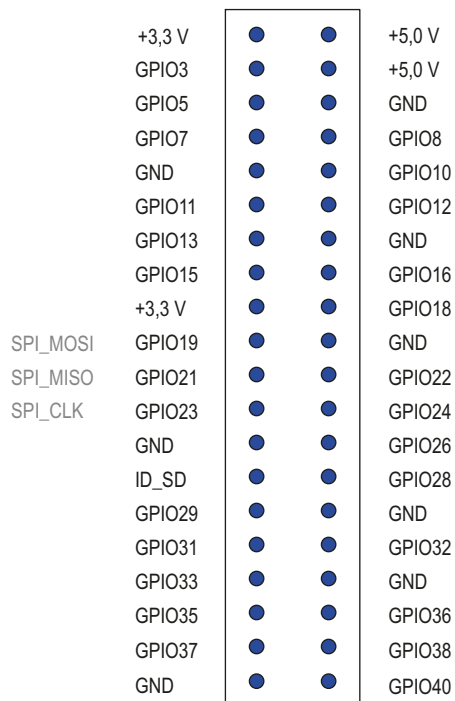 +3,3 V +5,0 V
GPIO3 +5,0 V
GPIO5 GND
GPIO7 GPIO8
GND GPIO10
GPIO11 GPIO12
GPIO13 GND
GPIO15 GPIO16
+3,3 V GPIO18
SPI_MOSI GPIO19 GND
SPI_MISO GPIO21 GPIO22
SPI_CLK GPIO23 GPIO24
GND GPIO26
ID_SD GPIO28
GPIO29 GND
GPIO31 GPIO32
GPIO33 GND
GPIO35 GPIO36
GPIO37 GPIO38
GND GPIO40